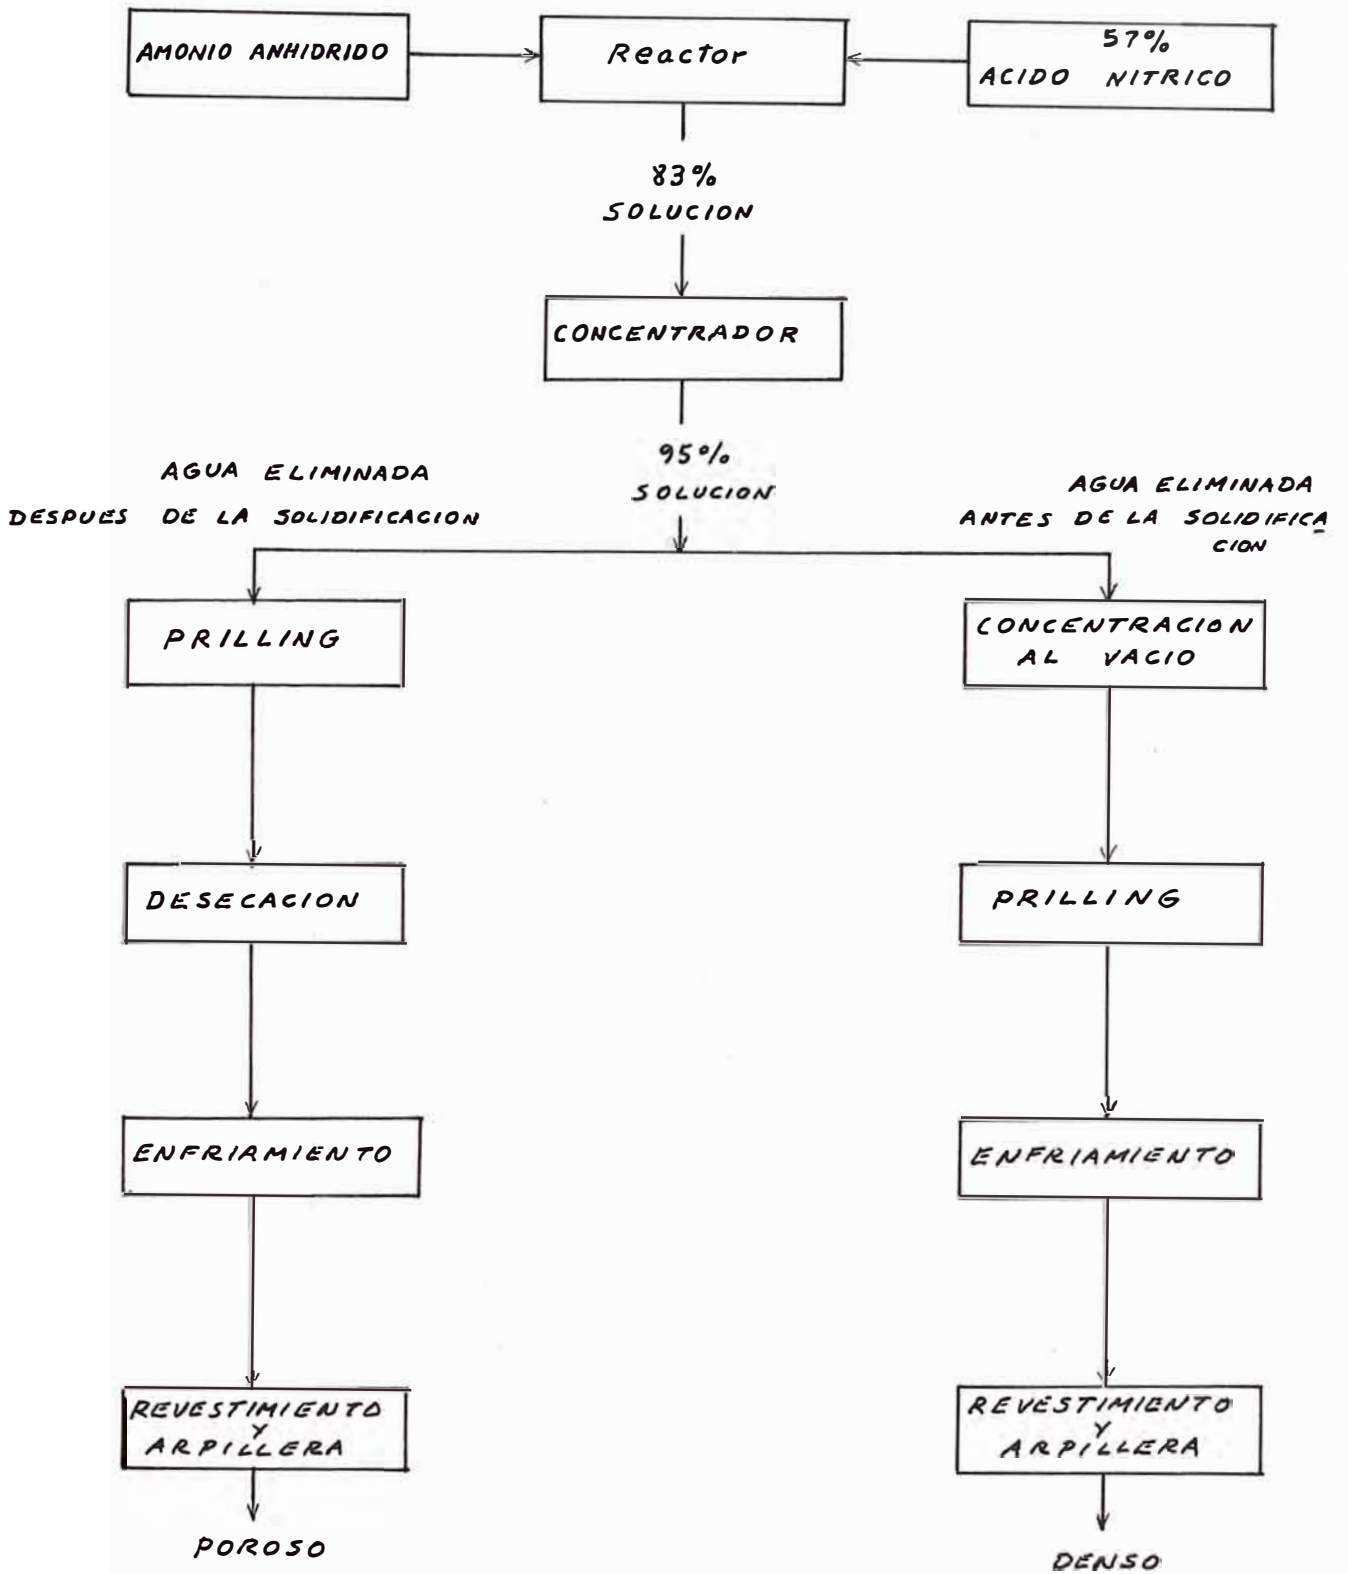 AMONIO ANHIDRIDO
Reactor
57%
ACIDO NITRICO
83%
SOLUCION
CONCENTRADOR
95%
SOLUCION
AGUA ELIMINADA
DESPUES DE LA SOLIDIFICACION
AGUA ELIMINADA
ANTES DE LA SOLIDIFICA
CION
PRILLING
CONCENTRACION
AL VACIO
DESECACION
PRILLING
ENFRIAMIENTO
ENFRIAMIENTO
REVESTIMIENTO
Y
ARPILLERA
REVESTIMIENTO
Y
ARPILLERA
POROSO
DENSO